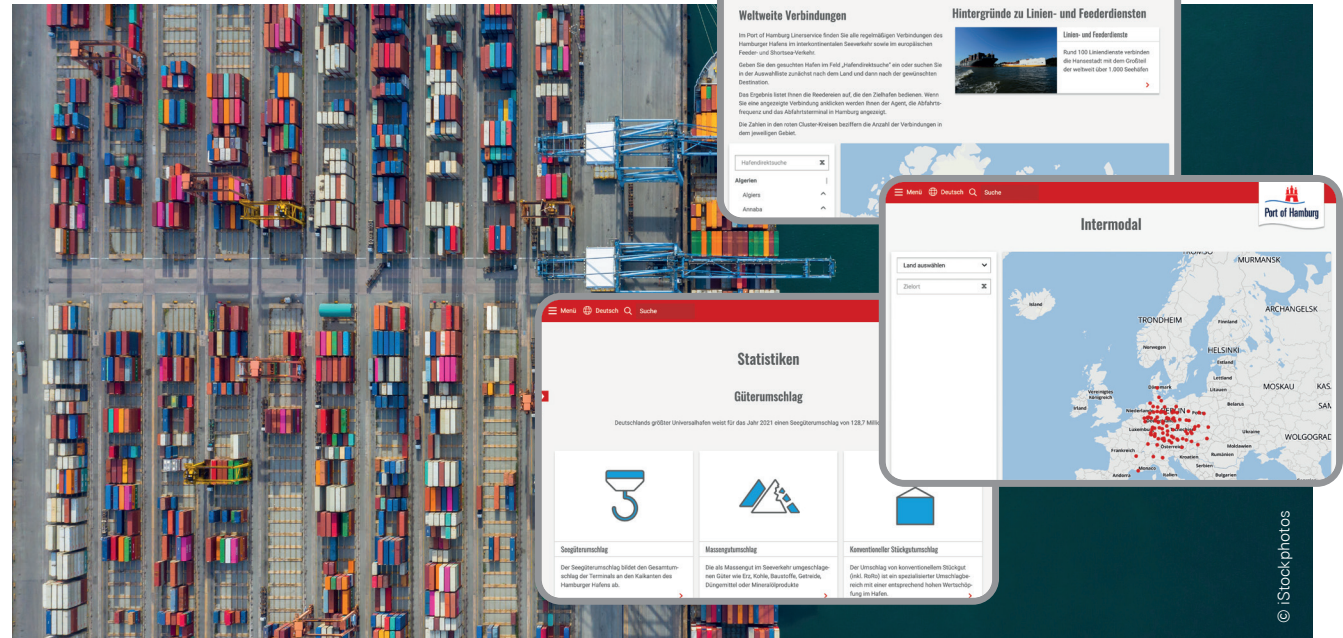 Weltweite Verbindungen
Im Port of Hamburg Linerservice finden Sie alle regelmäßigen Verbindungen des
Hamburger Hafens im interkontinentalen Seeverkehr sowie im europäischen
Feeder- und Shortsea-Verkehr.
Geben Sie den gesuchten Hafen im Feld „Hafendirektsuche" ein oder suchen Sie
in der Auswahlliste zunächst nach dem Land und dann nach der gewünschten
Destination.
Das Ergebnis listet Ihnen die Reedereien auf, die den Zielhafen bedienen. Wenn
Sie eine angezeigte Verbindung anklicken werden Ihnen der Agent, die Abfahrts-
frequenz und das Abfahrtsterminal in Hamburg angezeigt.
Die Zahlen in den roten Cluster-Kreisen beziffern die Anzahl der Verbindungen in
dem jeweiligen Gebiet.
Hintergründe zu Linien- und Feederdiensten
Linien- und Feederdienste
Rund 100 Liniendienste verbinden
die Hansestadt mit dem Großteil
der weltweit über 1.000 Seehäfen.
Hafendirektsuche
Algerien
Algiers
Annaba
Menü Deutsch Suche
Port of Hamburg
Intermodal
Land auswählen
Zielort
TROMSO
MURMANSK
Island
ARCHANGELSK
TRONDHEIM
Finnland
Norwegen
HELSINKI
Estland
Lettland
Dänemark
MOSKAU
KAS
Litauen
Vereinigtes
Königreich
Irland
Belarus
SAM
Niederlande
BERLIN
Polen
Luxemburg
Tschechien
Ukraine
WOLGOGRAD
Österreich
Moldawien
Frankreich
Kroatien
Rumänien
Serbien
Monaco
Andorra
Italien
Bulgarien
Menü Deutsch Suche
Statistiken
Güterumschlag
Deutschlands größter Universalhafen weist für das Jahr 2021 einen Seegüterumschlag von 128,7 Milli
Seegüterumschlag
Der Seegüterumschlag bildet den Gesamtum-
schlag der Terminals an den Kaikanten des
Hamburger Hafens ab.
Massengutumschlag
Die als Massengut im Seeverkehr umgeschlage-
nen Güter wie Erz, Kohle, Baustoffe, Getreide,
Düngemittel oder Mineralölprodukte
Konventioneller Stückgutumschlag
Der Umschlag von konventionellem Stückgut
(inkl. RoRo) ist ein spezialisierter Umschlagbe-
reich mit einer entsprechend hohen Wertschöp-
fung im Hafen.
© iStockphotos